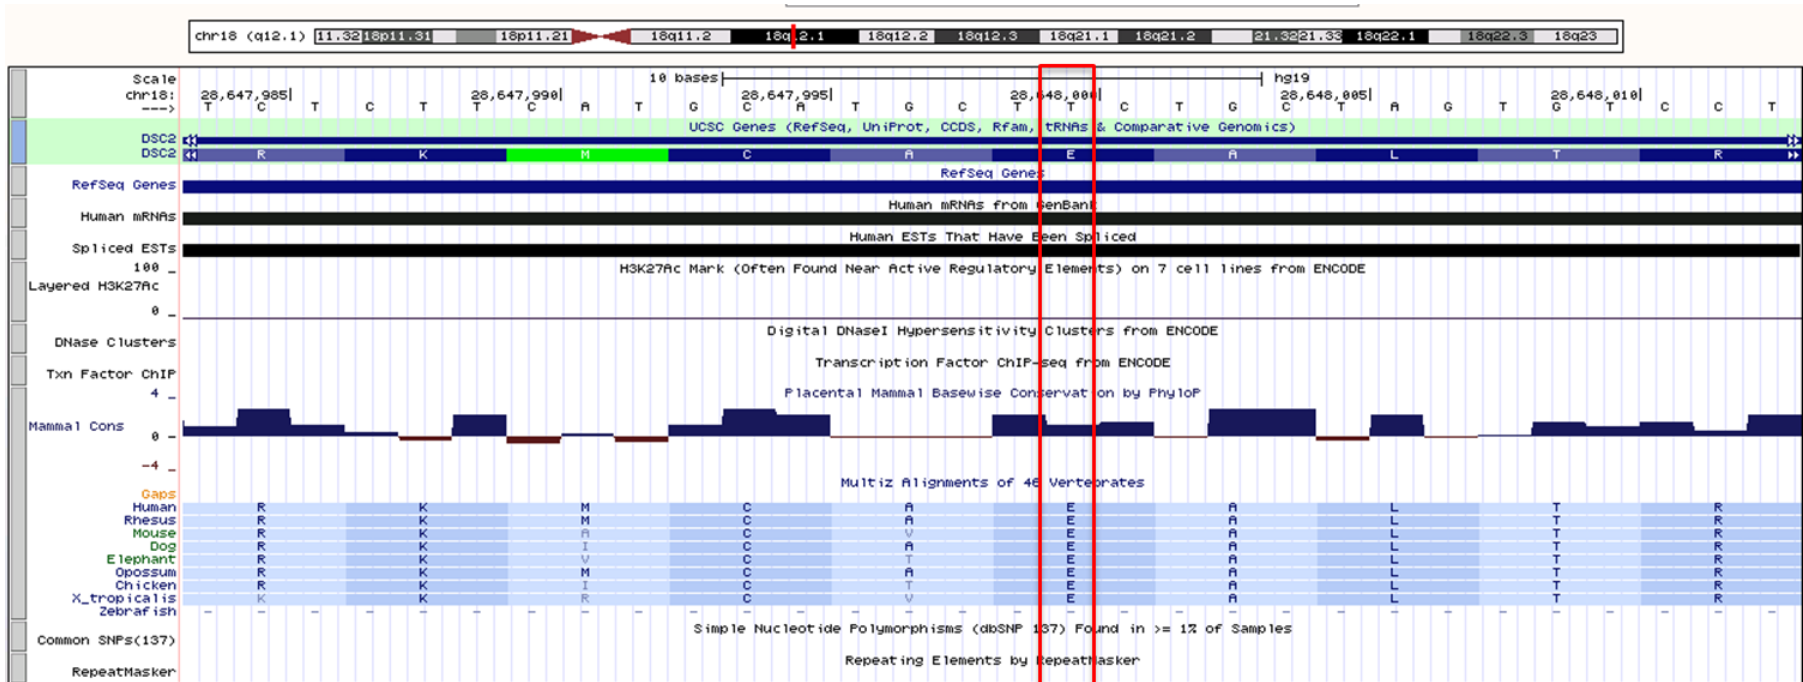 chr18 (q12.1) 11.32 18p11.31 18p11.21 18q11.2 18q12.1 18q12.2 18q12.3 18q21.1 18q21.2 21.32 21.33 18q22.1 18q22.3 18q23
Scale 10 bases hg19
chr18: 28,647,985 28,647,990 28,647,995 28,648,000 28,648,005 28,648,010
---> T C T C T T C A T G C A T G C T T C T G C T A G T G T C C T
UCSC Genes (RefSeq, UniProt, CCDS, Rfam, tRNAs & Comparative Genomics)
DSC2
DSC2 R K M C A E A L T R
RefSeq Genes
RefSeq Genes
Human mRNAs from GenBank
Human mRNAs
Human ESTs That Have Been Spliced
Spliced ESTs
100 _
H3K27Ac Mark (Often Found Near Active Regulatory Elements) on 7 cell lines from ENCODE
Layered H3K27Ac
0 _
Digital DNaseI Hypersensitivity Clusters from ENCODE
DNase Clusters
Transcription Factor ChIP-seq from ENCODE
Txn Factor ChIP
4 _
Placental Mammal Basewise Conservation by PhyloP
Mammal Cons
0 -
-4 _
Multiz Alignments of 46 Vertebrates
Gaps
Human R K M C A E A L T R
Rhesus R K M C A E A L T R
Mouse R K A C V E A L T R
Dog R K I C A E A L T R
Elephant R K V C T E A L T R
Opossum R K M C A E A L T R
Chicken R K I C T E A L T R
X_tropicalis K K R C V E A L T R
Zebrafish - - - - - - - - - - - - - - - - - - - - - - - - - - - - - -
Simple Nucleotide Polymorphisms (dbSNP 137) Found in >= 1% of Samples
Common SNPs(137)
Repeating Elements by RepeatMasker
RepeatMasker